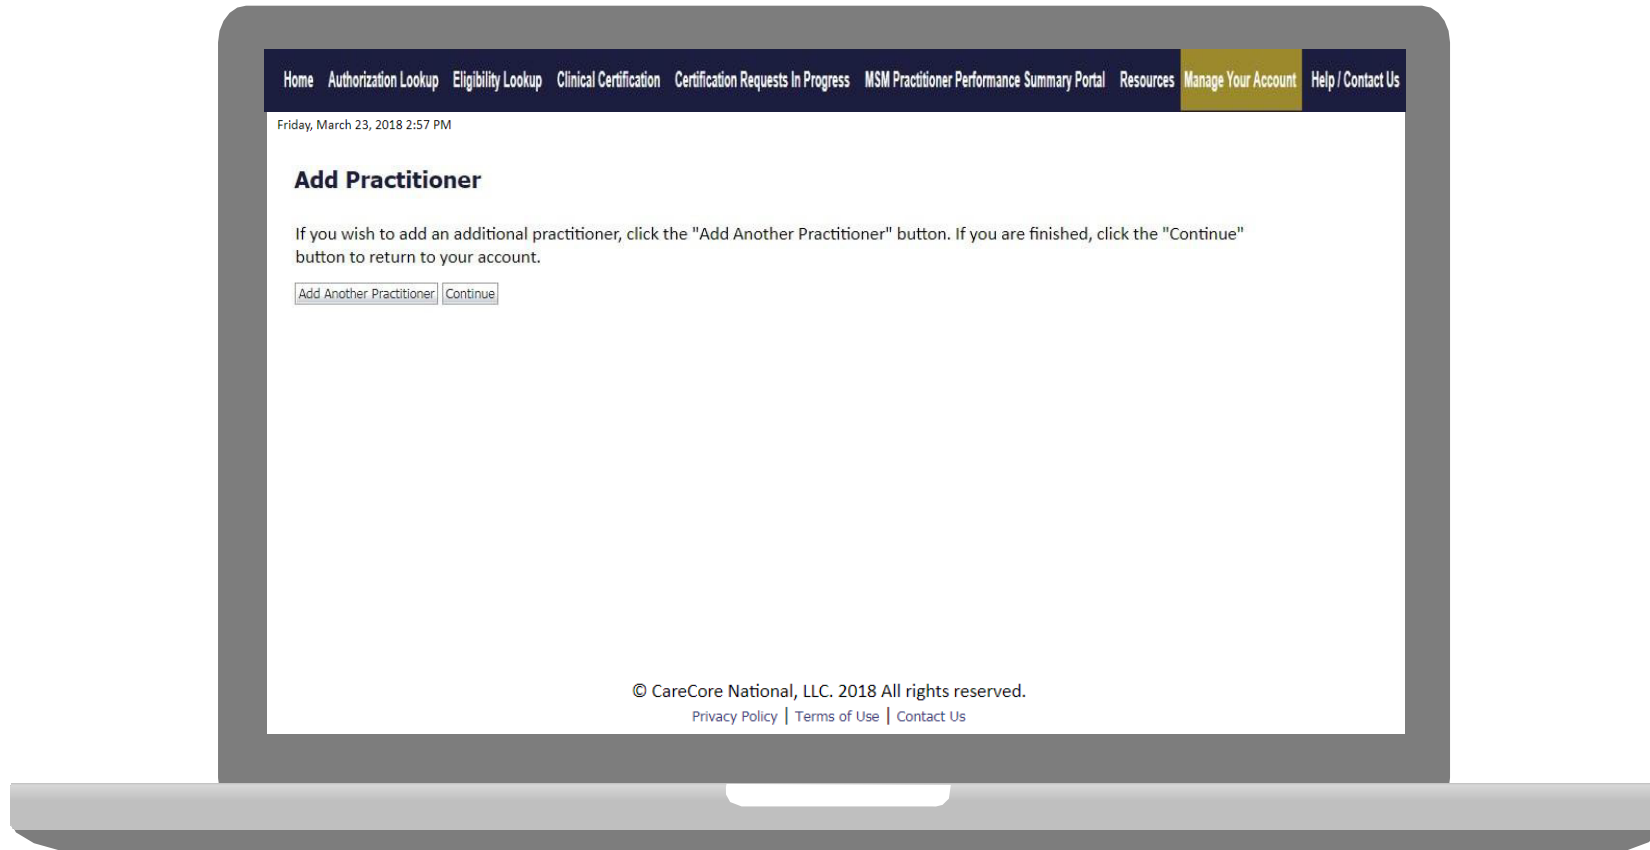 Home Authorization Lookup Eligibility Lookup Clinical Certification Certification Requests In Progress MSM Practitioner Performance Summary Portal Resources Manage Your Account Help / Contact Us
Friday, March 23, 2018 2:57 PM
Add Practitioner
If you wish to add an additional practitioner, click the "Add Another Practitioner" button. If you are finished, click the "Continue"
button to return to your account.
Add Another Practitioner Continue
© CareCore National, LLC. 2018 All rights reserved.
Privacy Policy | Terms of Use | Contact Us